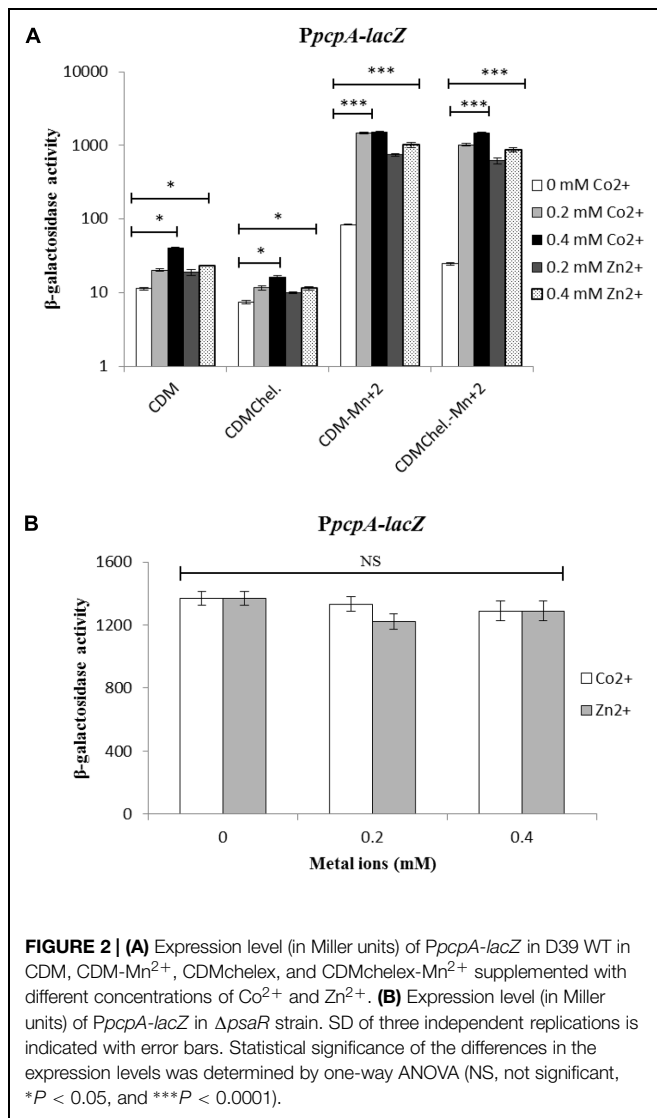 A
PpcpA-lacZ
10000
1000
100
10
1
β-galactosidase activity
*
*
*
*
***
***
***
***
CDM
CDMChel.
CDM-Mn+2
CDMChel.-Mn+2
0 mM Co2+
0.2 mM Co2+
0.4 mM Co2+
0.2 mM Zn2+
0.4 mM Zn2+
B
PpcpA-lacZ
1600
1200
800
400
0
β-galactosidase activity
NS
0
0.2
0.4
Metal ions (mM)
Co2+
Zn2+
FIGURE 2 | (A) Expression level (in Miller units) of PpcpA-lacZ in D39 WT in
CDM, CDM-Mn²⁺, CDMchelex, and CDMchelex-Mn²⁺ supplemented with
different concentrations of Co²⁺ and Zn²⁺. (B) Expression level (in Miller
units) of PpcpA-lacZ in ΔpsaR strain. SD of three independent replications is
indicated with error bars. Statistical significance of the differences in the
expression levels was determined by one-way ANOVA (NS, not significant,
*P < 0.05, and ***P < 0.0001).